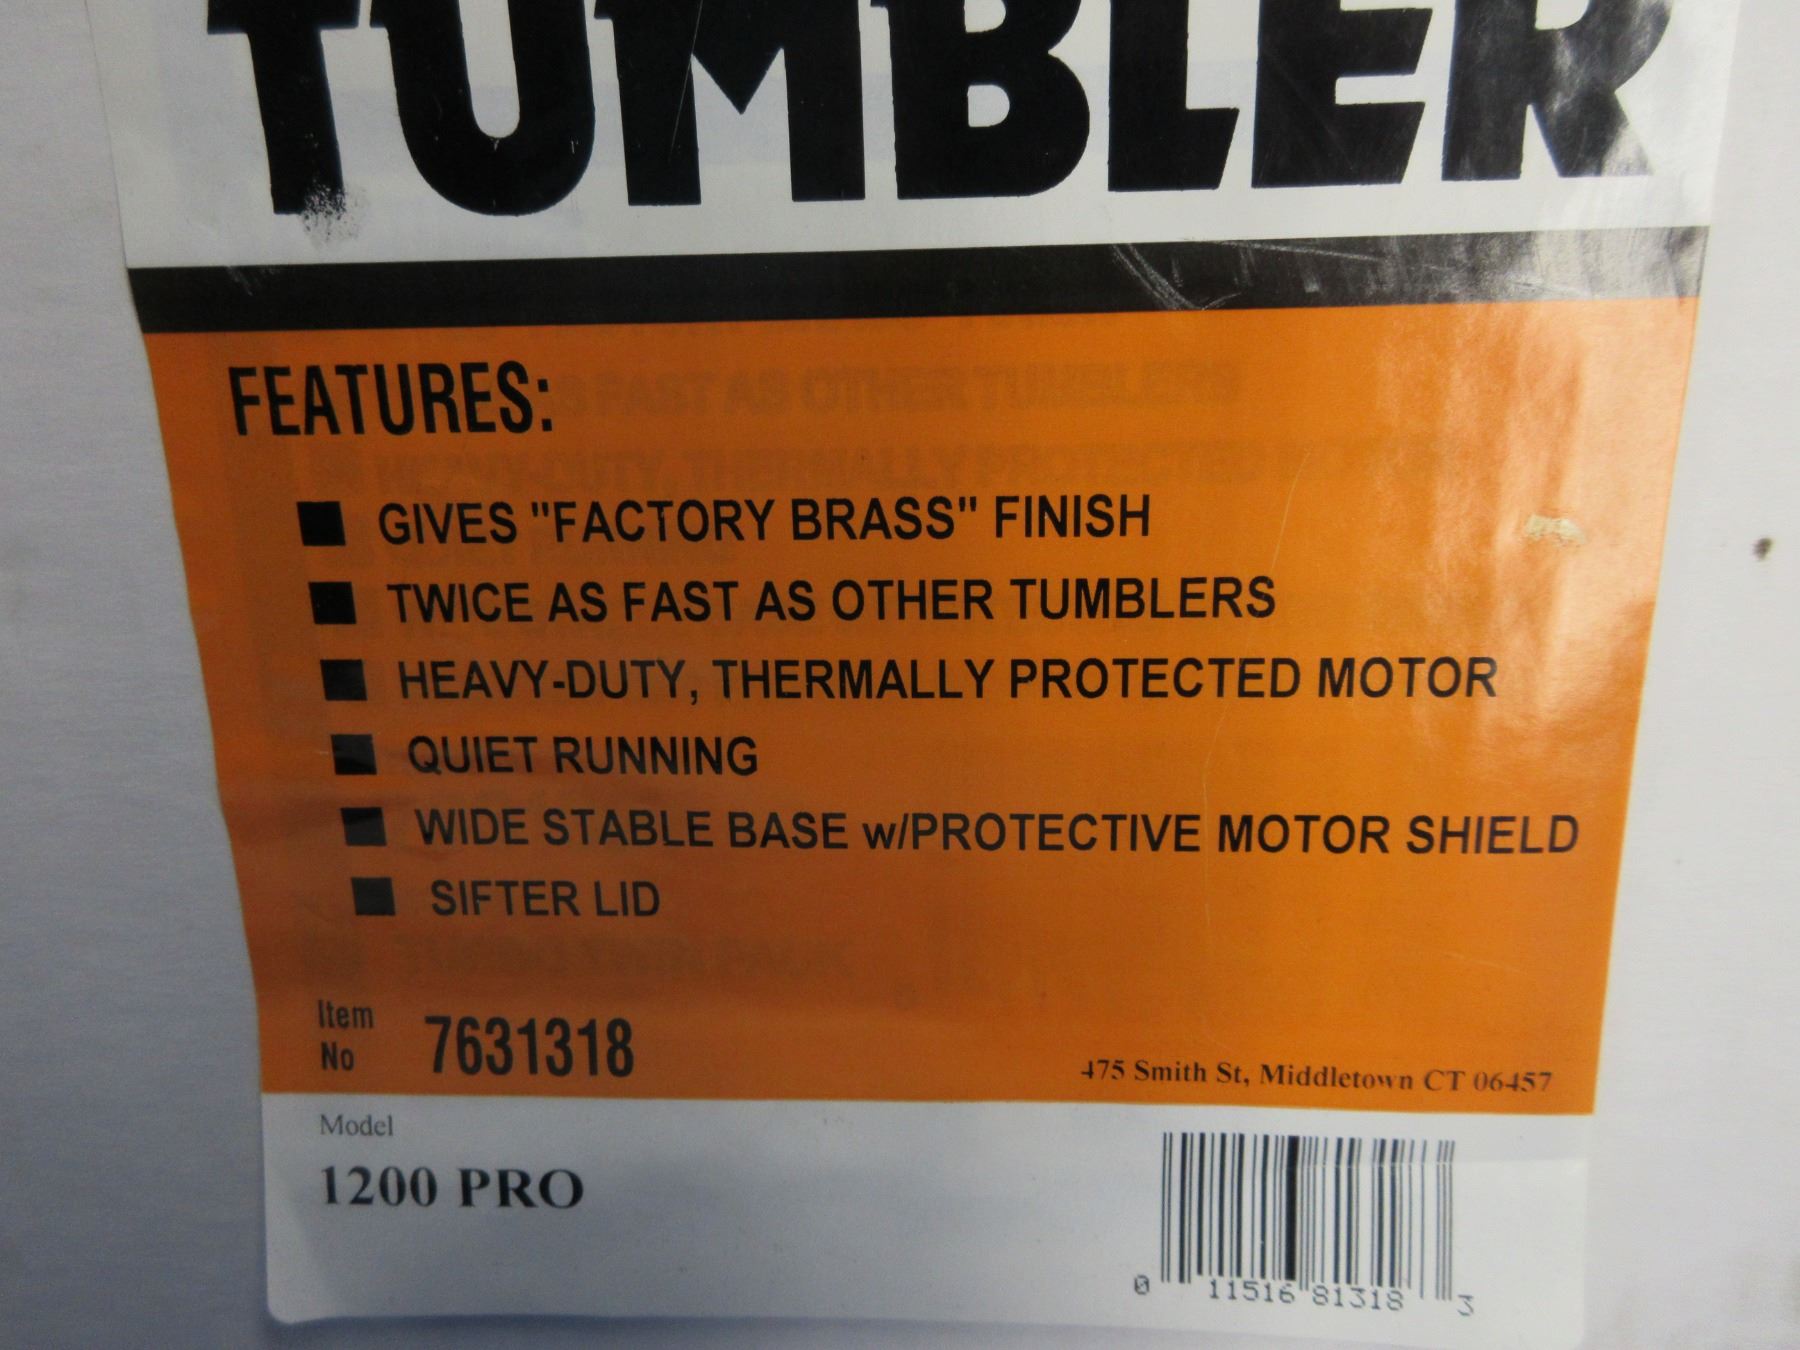 TUMBLER
FEATURES:
■ GIVES "FACTORY BRASS" FINISH
■ TWICE AS FAST AS OTHER TUMBLERS
■ HEAVY-DUTY, THERMALLY PROTECTED MOTOR
■ QUIET RUNNING
■ WIDE STABLE BASE w/PROTECTIVE MOTOR SHIELD
■ SIFTER LID
Item
No 7631318
475 Smith St, Middletown CT 06457
Model
1200 PRO
0 11516 81318 3